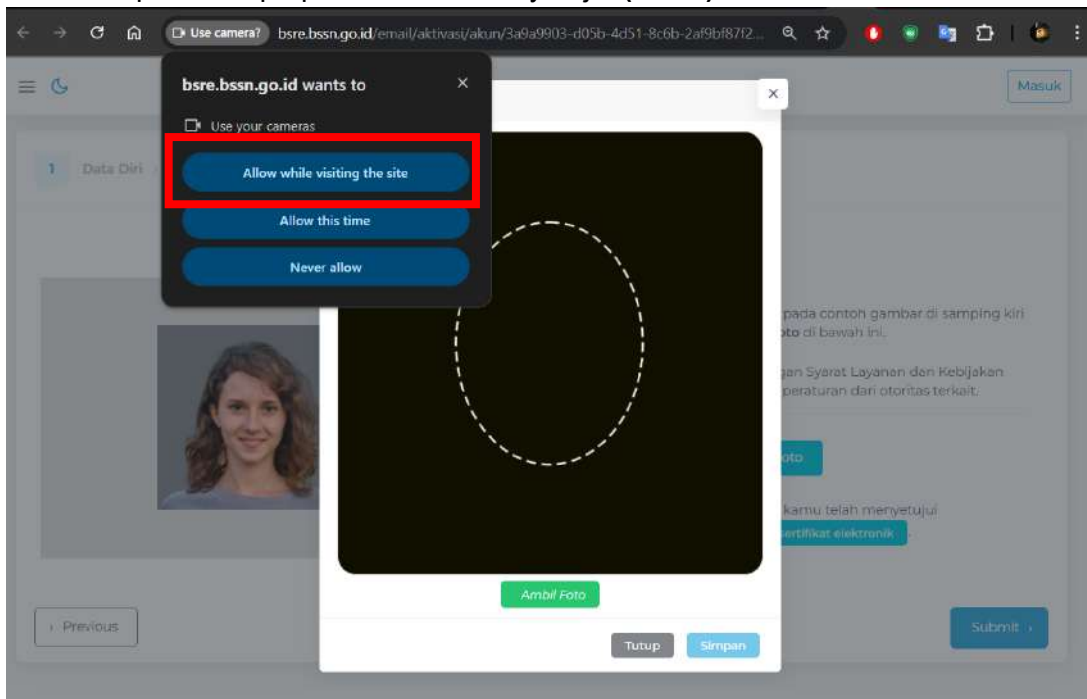 Use camera?
bsre.bssn.go.id/email/aktivasi/akun/3a9a9903-d05b-4d51-8c6b-2af9bf87f2...
bsre.bssn.go.id wants to
Use your cameras
Allow while visiting the site
Allow this time
Never allow
Masuk
1 Data Diri
pada contoh gambar di samping kiri
oto di bawah ini.
gan Syarat Layanan dan Kebijakan
peraturan dari otoritas terkait.
oto
kamu telah menyetujui
sertifikat elektronik
Ambil Foto
Tutup
Simpan
Previous
Submit